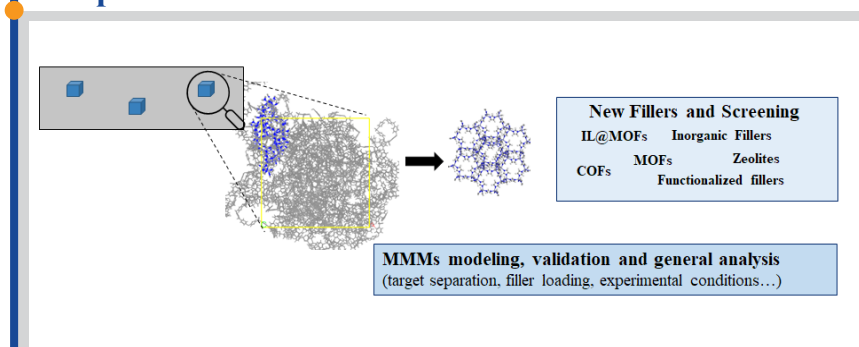 New Fillers and Screening
IL@MOFs Inorganic Fillers
COFs MOFs Zeolites
Functionalized fillers
MMMs modeling, validation and general analysis
(target separation, filler loading, experimental conditions…)